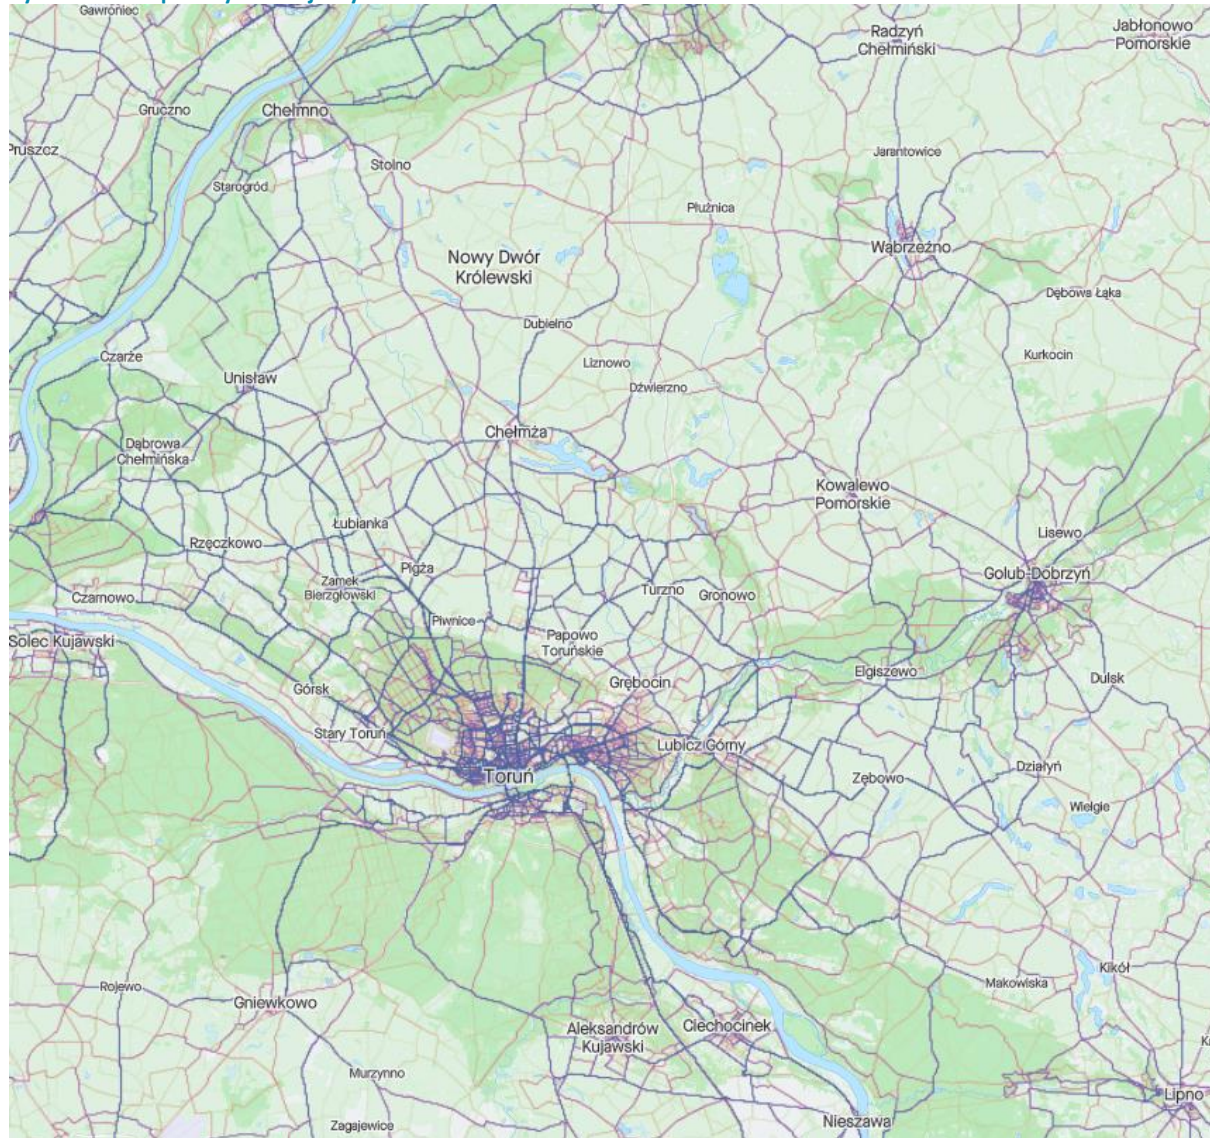 Gawroniec
Radzyń
Chełmiński
Jabłonowo
Pomorskie
Gruczno
Chełmno
Pruszcz
Stolno
Jarantowice
Starogród
Płużnica
Wąbrzeźno
Nowy Dwór
Królewski
Dębowa Łąka
Dubielno
Czarże
Liznowo
Kurkocin
Unisław
Dźwierzno
Chełmża
Dąbrowa
Chełmińska
Kowalewo
Pomorskie
Łubianka
Lisewo
Rzęczkowo
Pigża
Golub-Dobrzyń
Zamek
Bierzgłowski
Turzno
Gronowo
Czarnowo
Piwnice
Solec Kujawski
Papowo
Toruńskie
Elgiszewo
Dulsk
Grębocin
Górsk
Stary Toruń
Lubicz Górny
Działyń
Toruń
Zębowo
Wielgie
Kikół
Rojewo
Makowiska
Gniewkowo
Aleksandrów
Kujawski
Ciechocinek
Murzynno
Lipno
Zagajewice
Nieszawa